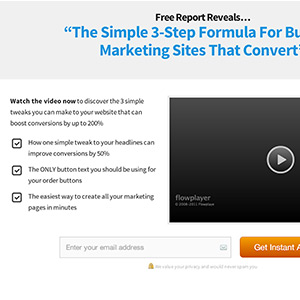 Free Report Reveals…
“The Simple 3-Step Formula For Bu
Marketing Sites That Convert”
Watch the video now to discover the 3 simple
tweaks you can make to your website that can
boost conversions by up to 200%
How one simple tweak to your headlines can
improve conversions by 50%
The ONLY button text you should be using for
your order buttons
The easiest way to create all your marketing
pages in minutes
flowplayer
© 2008-2011 Flowplayer
Enter your email address
Get Instant A
We value your privacy and would never spam you